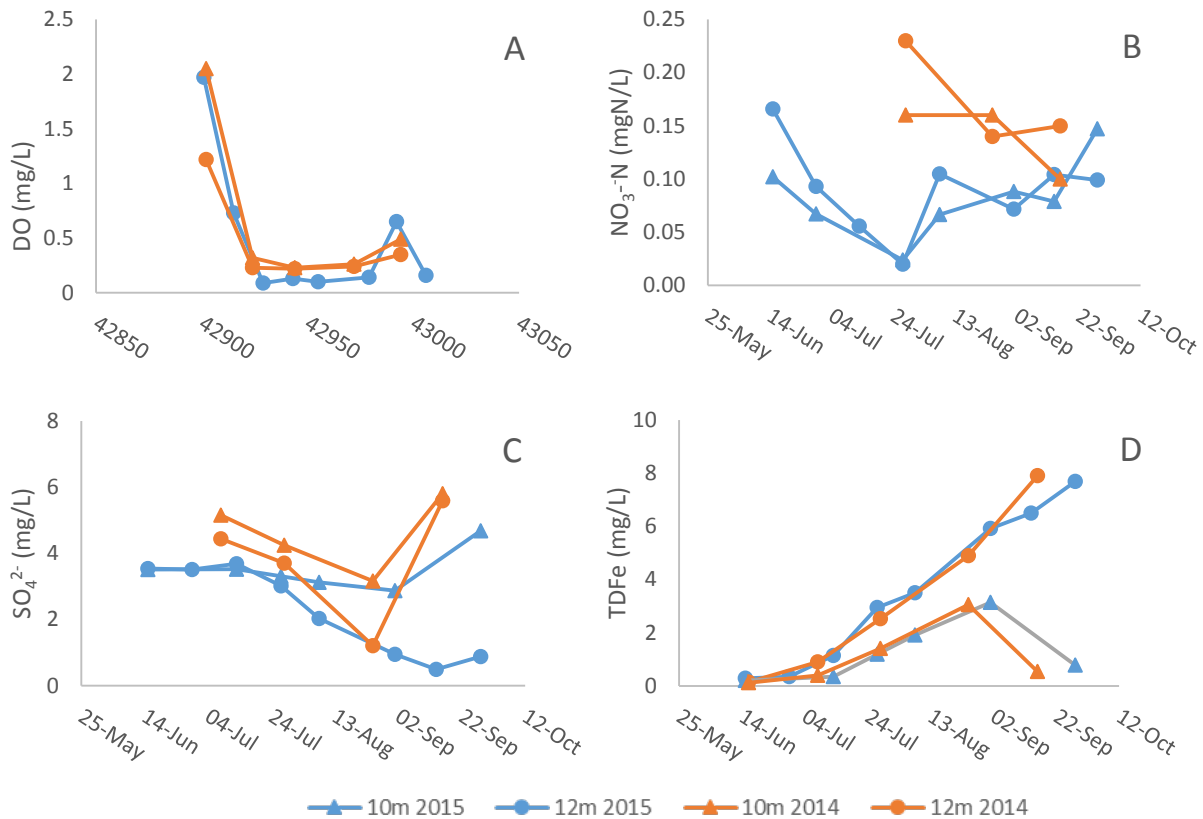 A
DO (mg/L)
2.5
2
1.5
1
0.5
0
42850 42900 42950 43000 43050
B
NO₃⁻-N (mgN/L)
0.25
0.20
0.15
0.10
0.05
0.00
25-May 14-Jun 04-Jul 24-Jul 13-Aug 02-Sep 22-Sep 12-Oct
C
SO₄²⁻ (mg/L)
8
6
4
2
0
25-May 14-Jun 04-Jul 24-Jul 13-Aug 02-Sep 22-Sep 12-Oct
D
TDFe (mg/L)
10
8
6
4
2
0
25-May 14-Jun 04-Jul 24-Jul 13-Aug 02-Sep 22-Sep 12-Oct
10m 2015 12m 2015 10m 2014 12m 2014